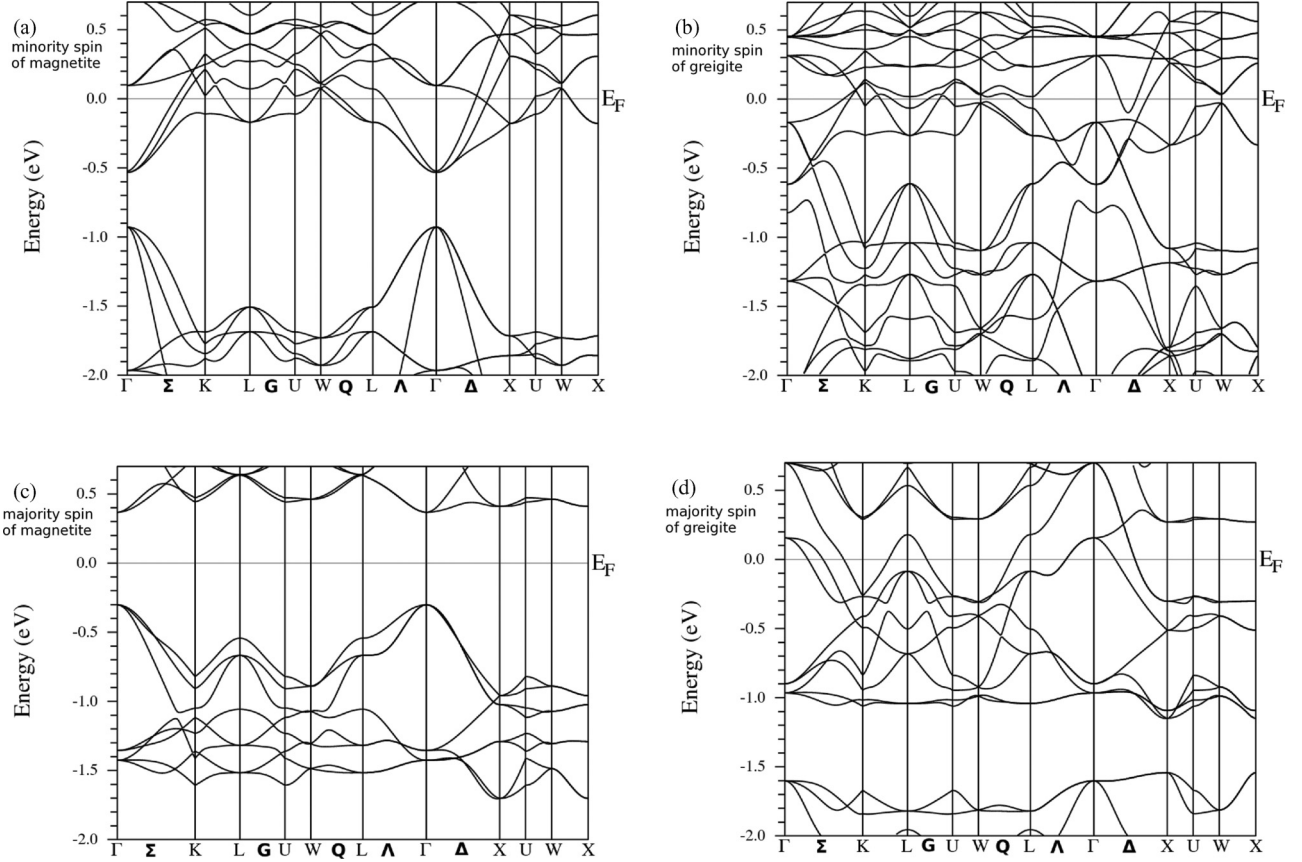 (a)
minority spin
of magnetite
Energy (eV)
0.5
0.0
-0.5
-1.0
-1.5
-2.0
E_F
Γ Σ K L G U W Q L Λ Γ Δ X U W X
(b)
minority spin
of greigite
Energy (eV)
0.5
0.0
-0.5
-1.0
-1.5
-2.0
E_F
Γ Σ K L G U W Q L Λ Γ Δ X U W X
(c)
majority spin
of magnetite
Energy (eV)
0.5
0.0
-0.5
-1.0
-1.5
-2.0
E_F
Γ Σ K L G U W Q L Λ Γ Δ X U W X
(d)
majority spin
of greigite
Energy (eV)
0.5
0.0
-0.5
-1.0
-1.5
-2.0
E_F
Γ Σ K L G U W Q L Λ Γ Δ X U W X